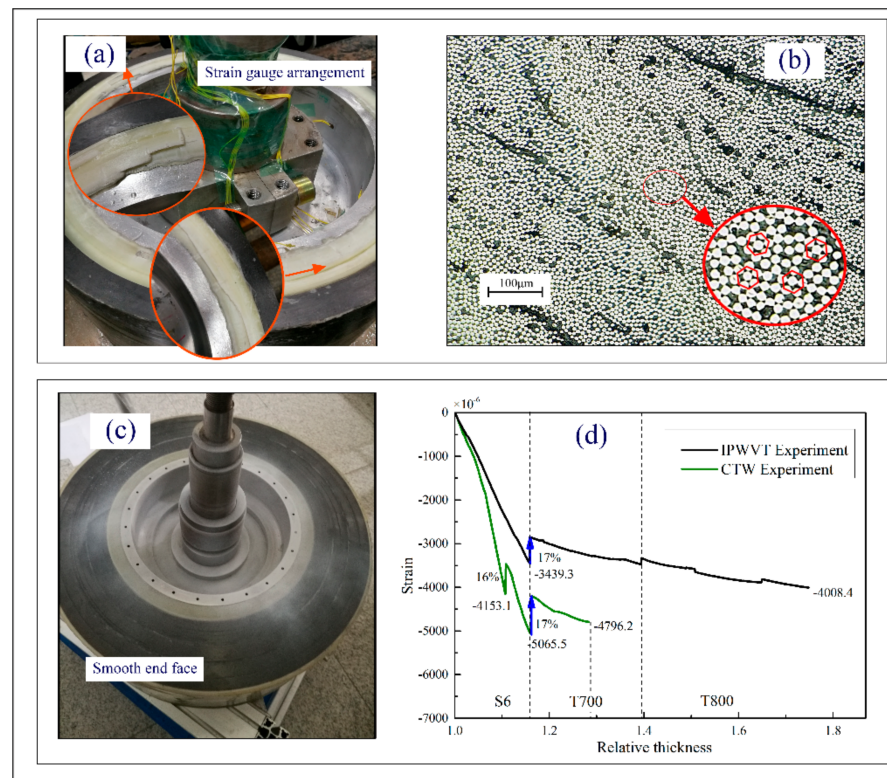 (a)
Strain gauge arrangement
(b)
100μm
(c)
Smooth end face
(d)
×10⁻⁶
0
-1000
-2000
-3000
-4000
-5000
-6000
-7000
Strain
IPWVT Experiment
CTW Experiment
17%
-3439.3
16%
-4153.1
-4008.4
17%
-5065.5
-4796.2
S6
T700
T800
1.0
1.2
1.4
1.6
1.8
Relative thickness